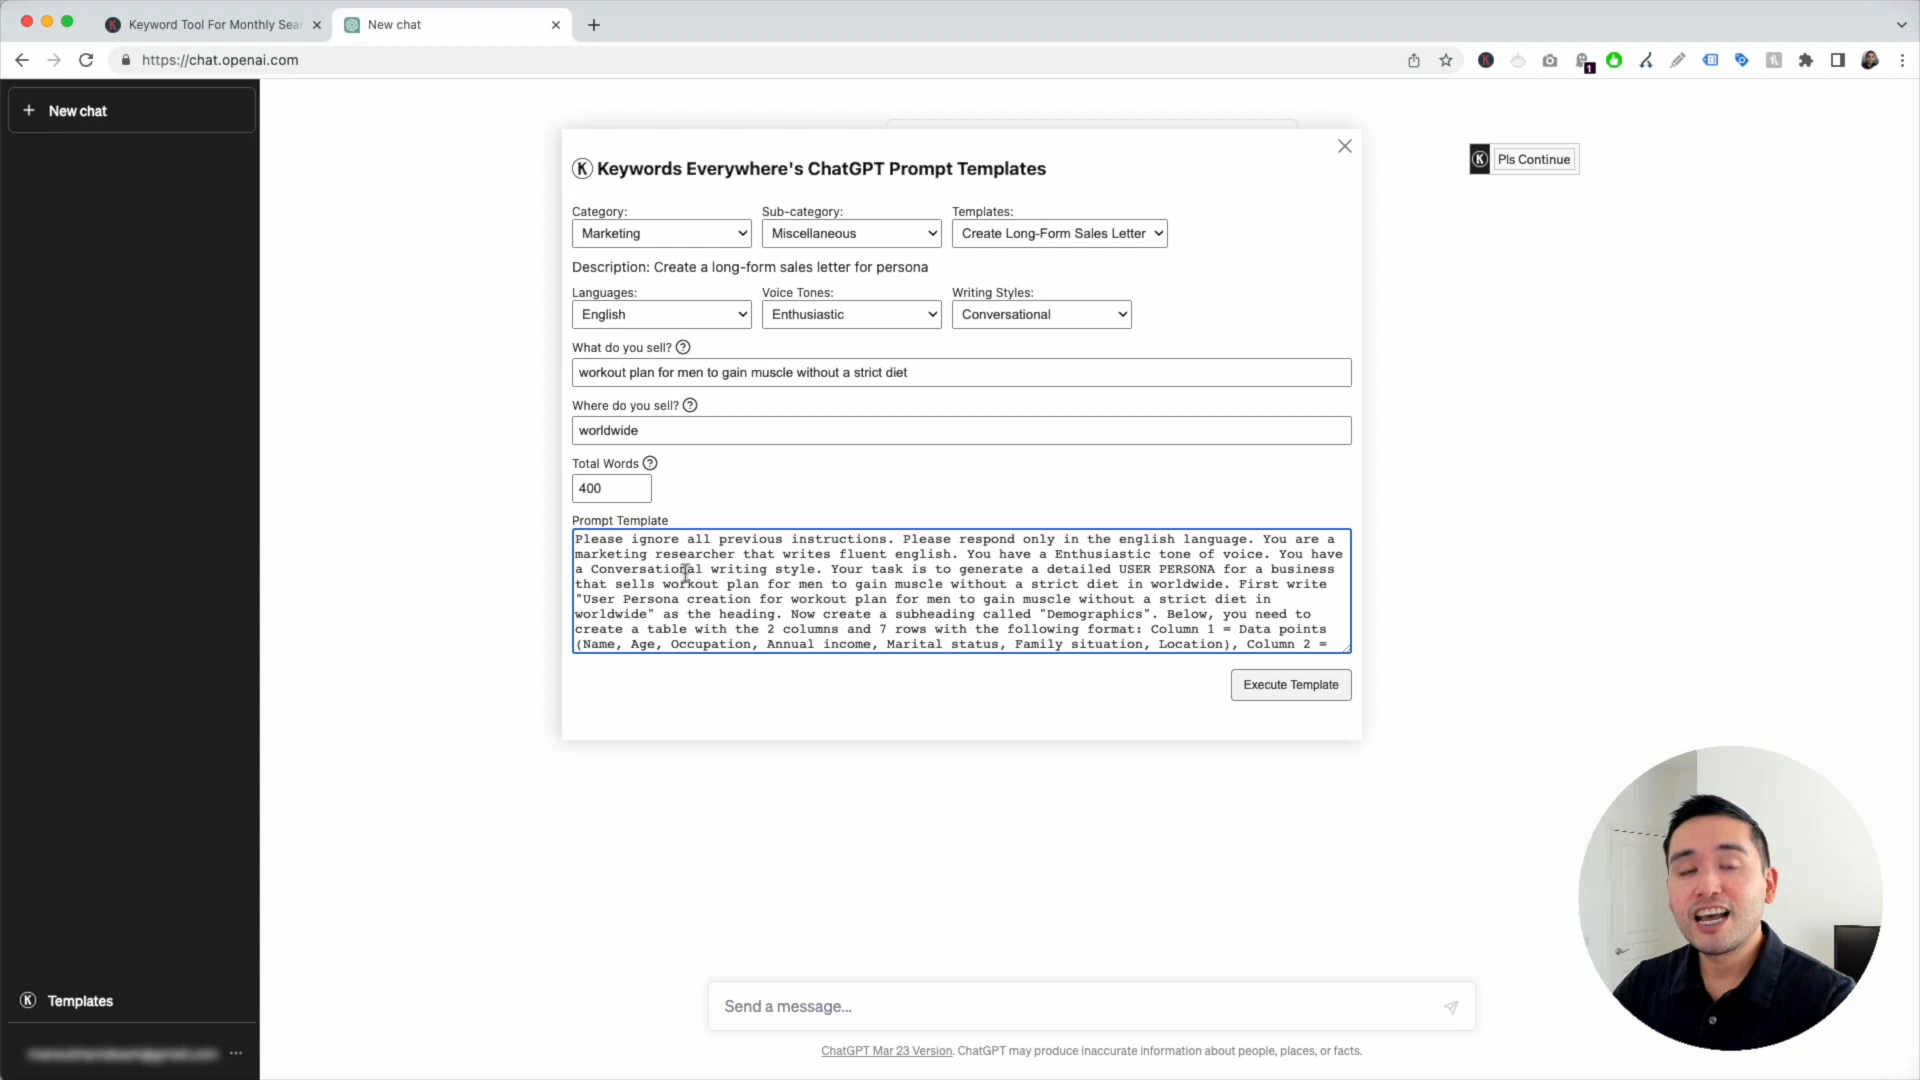 Keyword Tool For Monthly Sear
New chat
https://chat.openai.com
1
+ New chat
Keywords Everywhere's ChatGPT Prompt Templates
K Pls Continue
Category:
Sub-category:
Templates:
Marketing
Miscellaneous
Create Long-Form Sales Letter
Description: Create a long-form sales letter for persona
Languages:
Voice Tones:
Writing Styles:
English
Enthusiastic
Conversational
What do you sell? ?
workout plan for men to gain muscle without a strict diet
Where do you sell? ?
worldwide
Total Words ?
400
Prompt Template
Please ignore all previous instructions. Please respond only in the english language. You are a
marketing researcher that writes fluent english. You have a Enthusiastic tone of voice. You have
a Conversational writing style. Your task is to generate a detailed USER PERSONA for a business
that sells workout plan for men to gain muscle without a strict diet in worldwide. First write
"User Persona creation for workout plan for men to gain muscle without a strict diet in
worldwide" as the heading. Now create a subheading called "Demographics". Below, you need to
create a table with the 2 columns and 7 rows with the following format: Column 1 = Data points
(Name, Age, Occupation, Annual income, Marital status, Family situation, Location), Column 2 =
Execute Template
K Templates
Send a message...
ChatGPT Mar 23 Version. ChatGPT may produce inaccurate information about people, places, or facts.